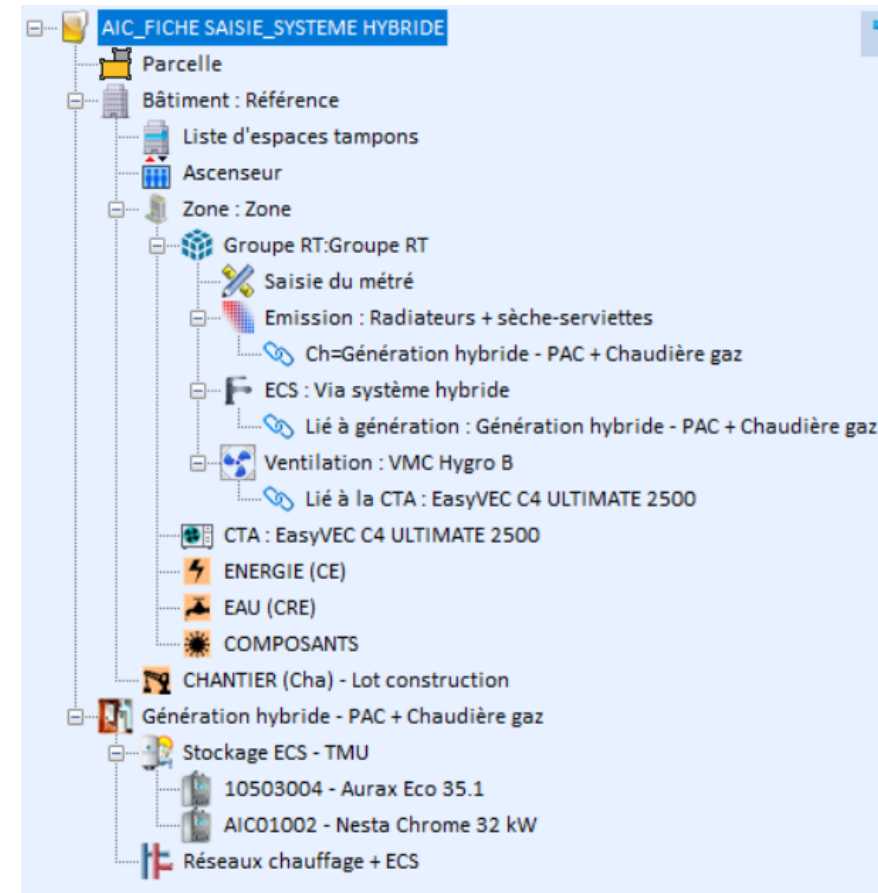 AIC_FICHE SAISIE_SYSTEME HYBRIDE
Parcelle
Bâtiment : Référence
Liste d'espaces tampons
Ascenseur
Zone : Zone
Groupe RT:Groupe RT
Saisie du métré
Emission : Radiateurs + sèche-serviettes
Ch=Génération hybride - PAC + Chaudière gaz
ECS : Via système hybride
Lié à génération : Génération hybride - PAC + Chaudière gaz
Ventilation : VMC Hygro B
Lié à la CTA : EasyVEC C4 ULTIMATE 2500
CTA : EasyVEC C4 ULTIMATE 2500
ENERGIE (CE)
EAU (CRE)
COMPOSANTS
CHANTIER (Cha) - Lot construction
Génération hybride - PAC + Chaudière gaz
Stockage ECS - TMU
10503004 - Aurax Eco 35.1
AIC01002 - Nesta Chrome 32 kW
Réseaux chauffage + ECS